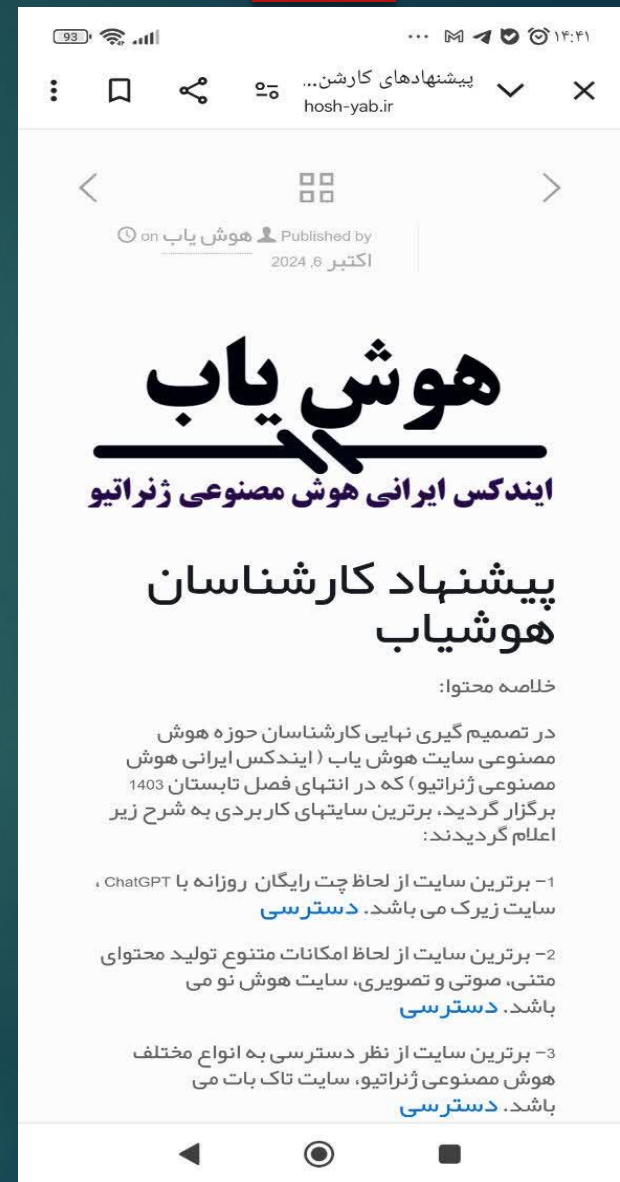 93
۱۴:۴۱
پیشنهادهای کارشن...
hosh-yab.ir
Published by هوش یاب on
اکتبر 6, 2024
هوش یاب
ایندکس ایرانی هوش مصنوعی ژنراتیو
پیشنهاد کارشناسان
هوشیاب
خلاصه محتوا:
در تصمیم گیری نهایی کارشناسان حوزه هوش
مصنوعی سایت هوش یاب ( ایندکس ایرانی هوش
مصنوعی ژنراتیو) که در انتهای فصل تابستان 1403
برگزار گردید، برترین سایتهای کاربردی به شرح زیر
اعلام گردیدند:
1– برترین سایت از لحاظ چت رایگان روزانه با ChatGPT ،
سایت زیرک می باشد. دسترسی
2– برترین سایت از لحاظ امکانات متنوع تولید محتوای
متنی، صوتی و تصویری، سایت هوش نو می
باشد. دسترسی
3– برترین سایت از نظر دسترسی به انواع مختلف
هوش مصنوعی ژنراتیو، سایت تاک بات می
باشد. دسترسی